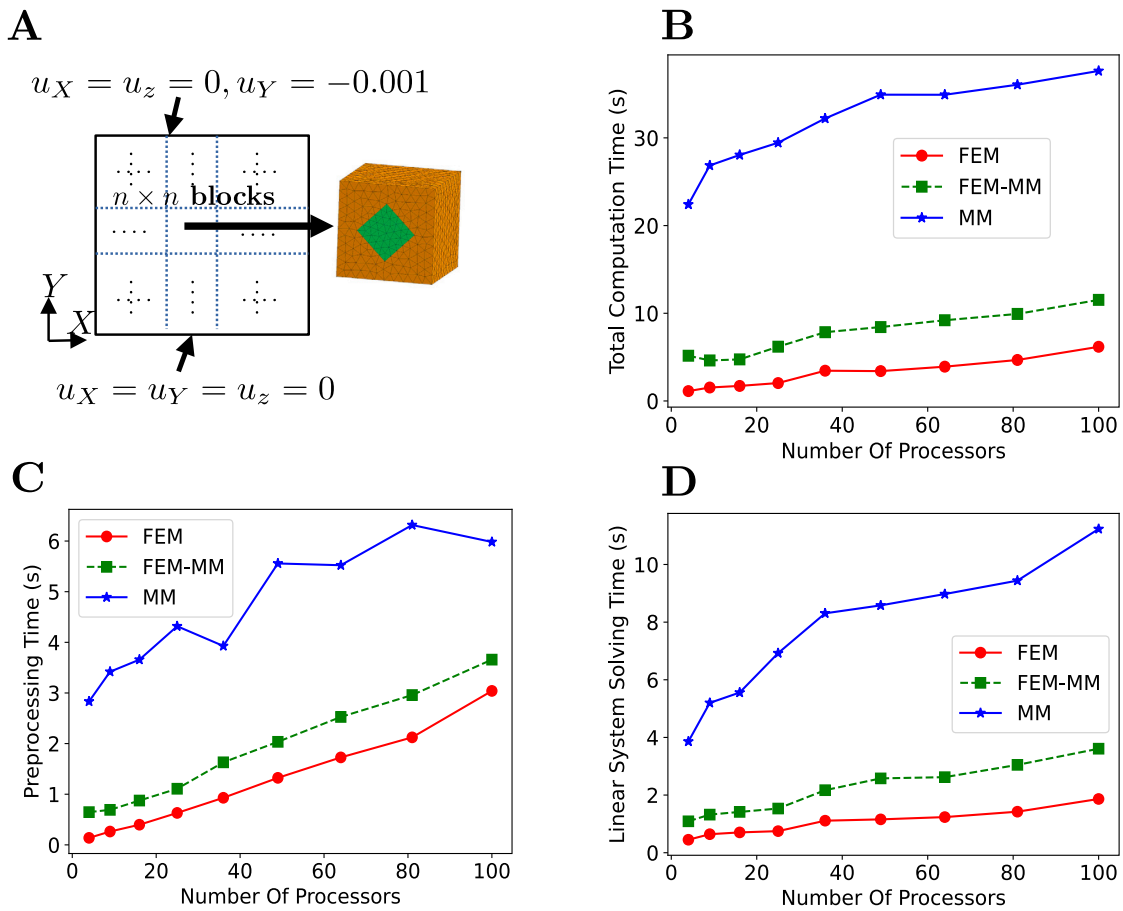 A
u_X = u_z = 0, u_Y = −0.001
n × n blocks
Y
X
u_X = u_Y = u_z = 0
B
Total Computation Time (s)
30
20
10
0
FEM
FEM-MM
MM
0 20 40 60 80 100
Number Of Processors
C
Preprocessing Time (s)
6
5
4
3
2
1
0
FEM
FEM-MM
MM
0 20 40 60 80 100
Number Of Processors
D
Linear System Solving Time (s)
10
8
6
4
2
0
FEM
FEM-MM
MM
0 20 40 60 80 100
Number Of Processors